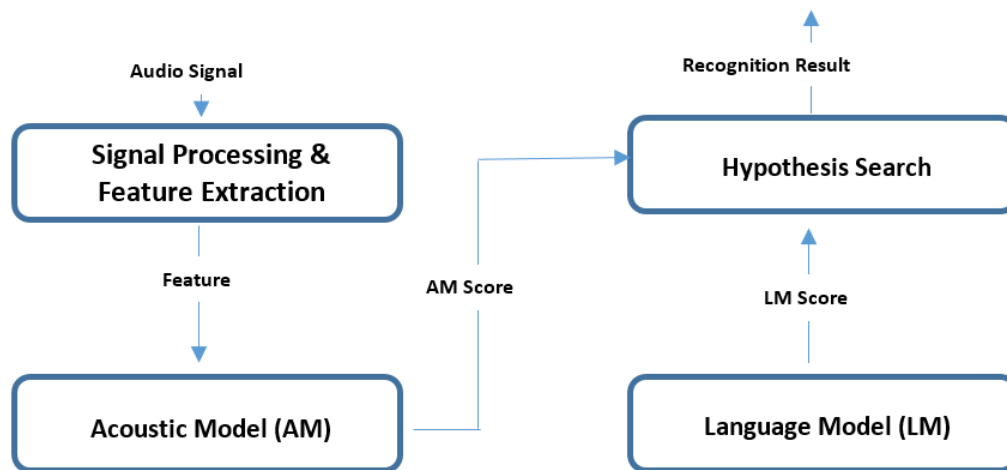 Audio Signal
Signal Processing &
Feature Extraction
Feature
Acoustic Model (AM)
AM Score
Recognition Result
Hypothesis Search
LM Score
Language Model (LM)